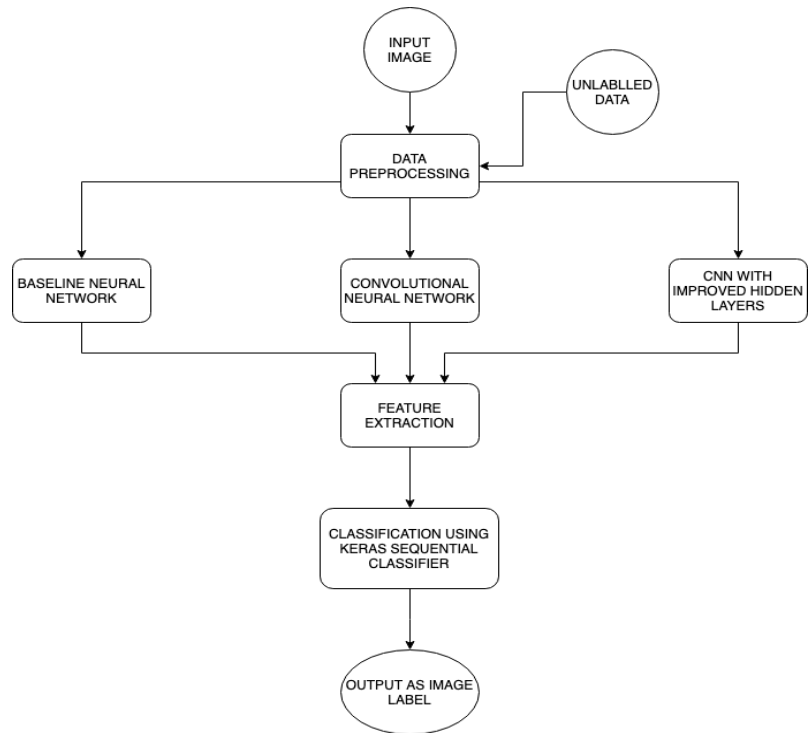 INPUT
IMAGE
UNLABLLED
DATA
DATA
PREPROCESSING
BASELINE NEURAL
NETWORK
CONVOLUTIONAL
NEURAL NETWORK
CNN WITH
IMPROVED HIDDEN
LAYERS
FEATURE
EXTRACTION
CLASSIFICATION USING
KERAS SEQUENTIAL
CLASSIFIER
OUTPUT AS IMAGE
LABEL